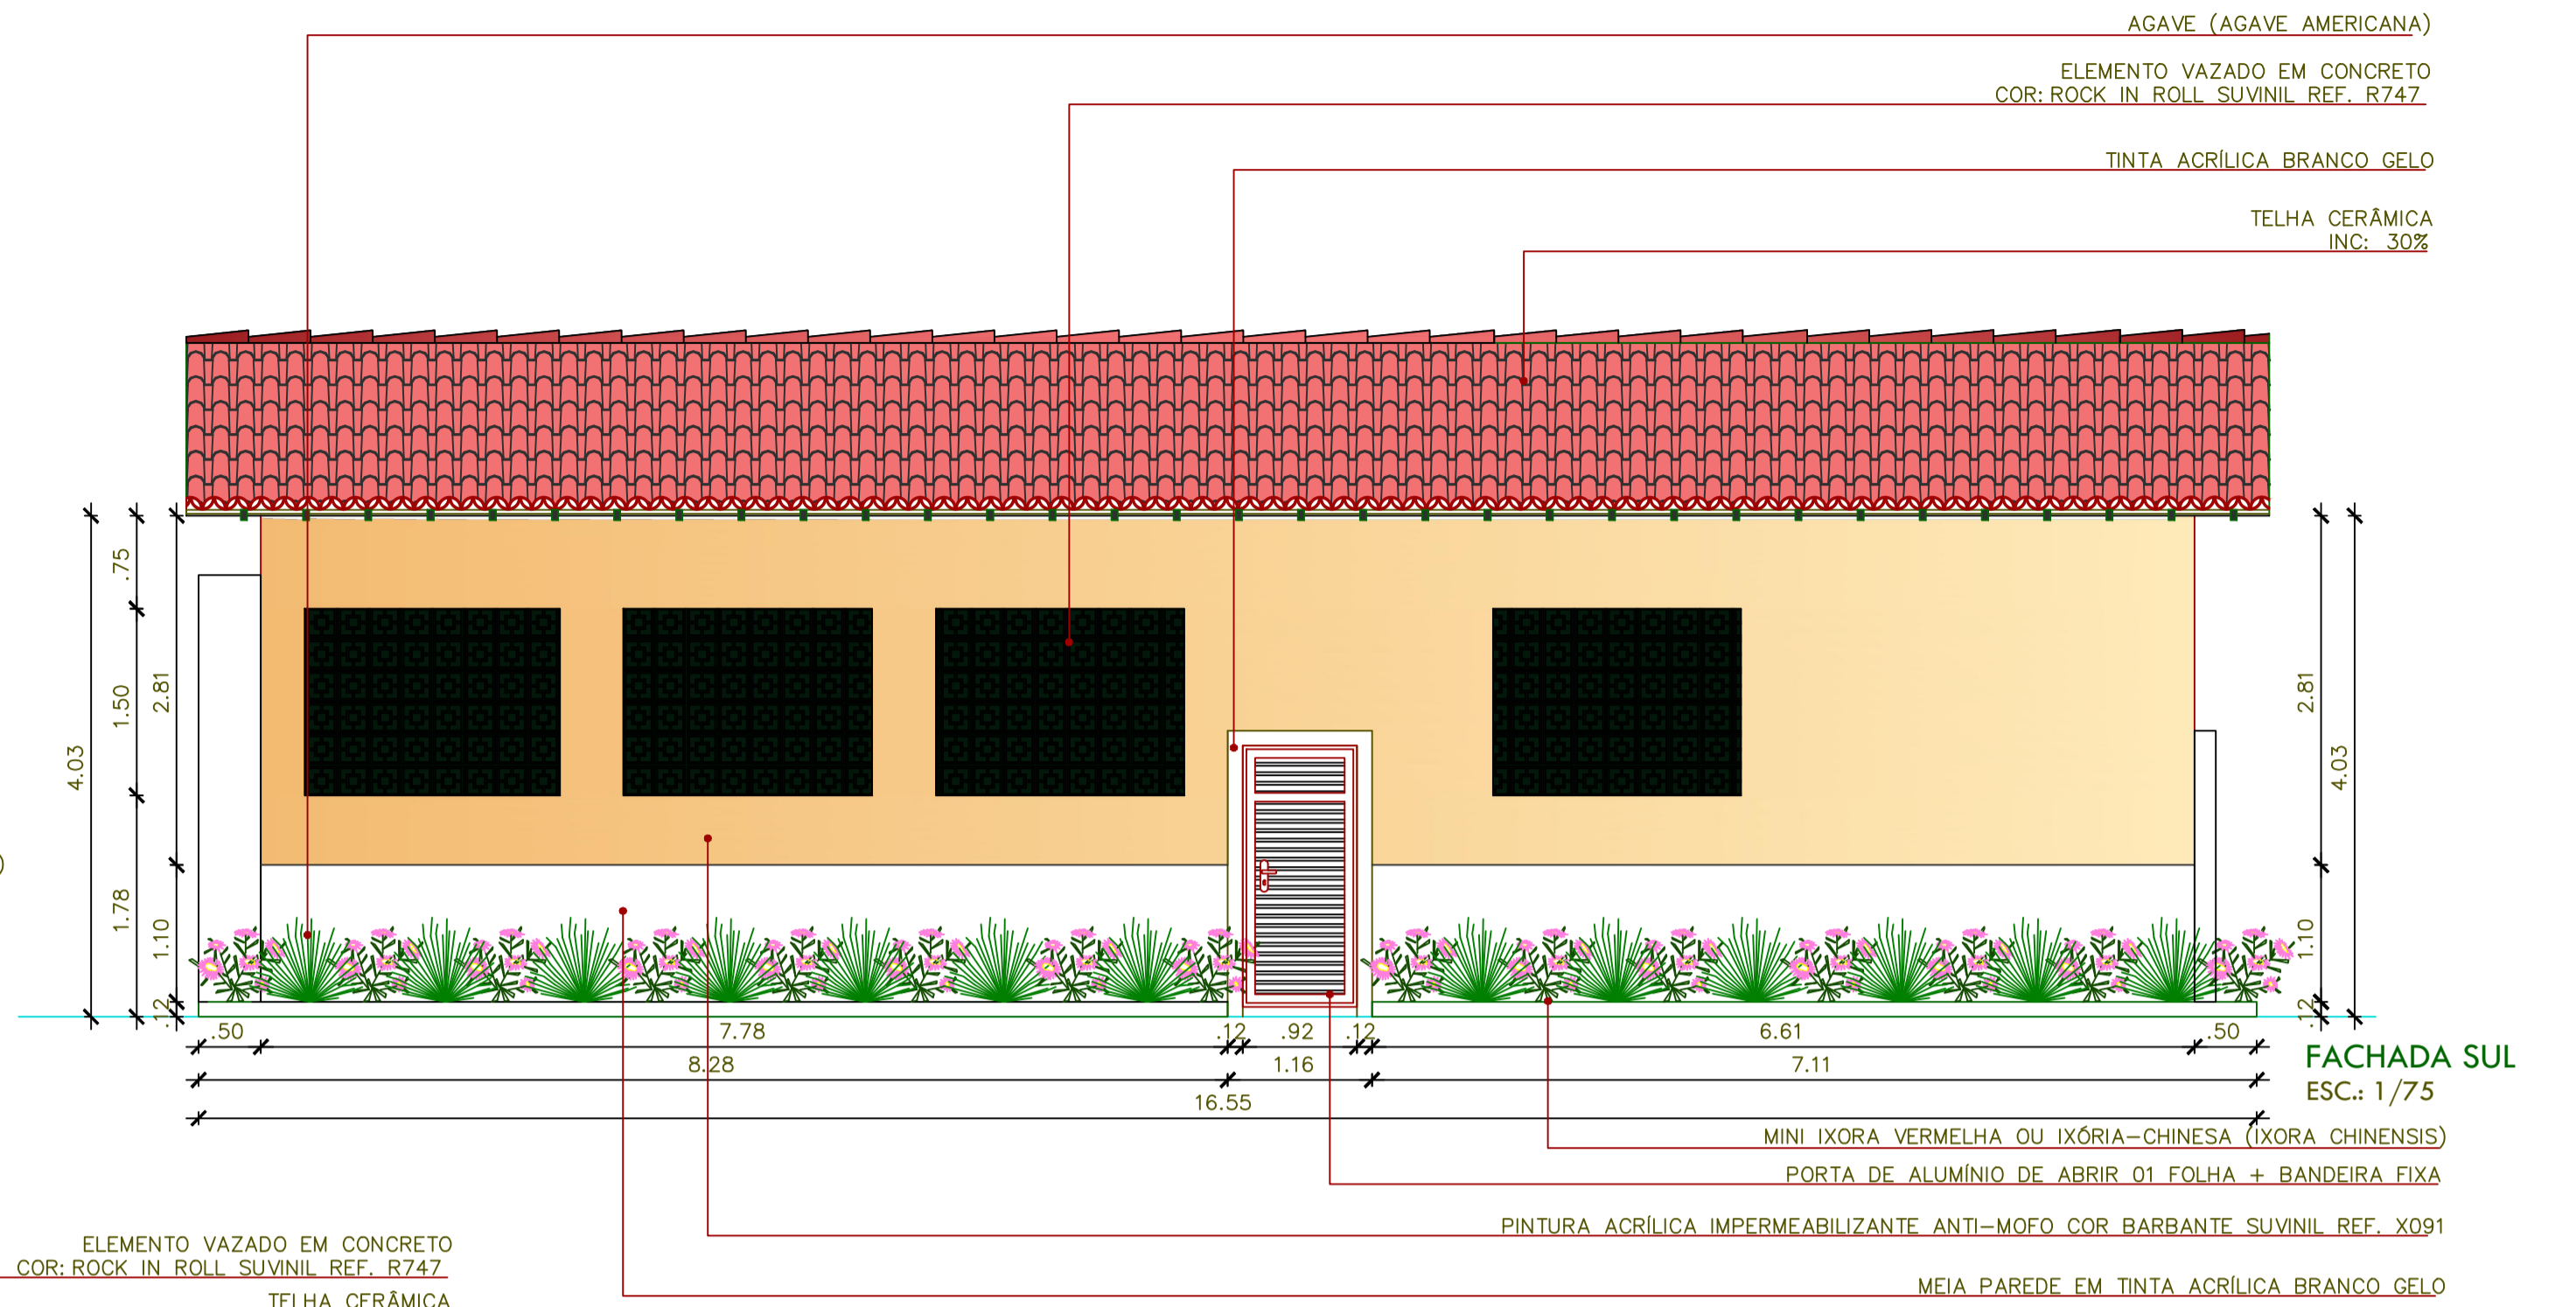 AGAVE (AGAVE AMERICANA)
ELEMENTO VAZADO EM CONCRETO
COR: ROCK IN ROLL SUVINIL REF. R747
TINTA ACRÍLICA BRANCO GELO
TELHA CERÂMICA
INC: 30%
.75
1.50
2.81
4.03
1.78
1.10
.12
2.81
4.03
1.10
.12
.50
7.78
.12
.92
.12
6.61
.50
8.28
1.16
7.11
16.55
FACHADA SUL
ESC.: 1/75
MINI IXORA VERMELHA OU IXÓRIA-CHINESA (IXORA CHINENSIS)
PORTA DE ALUMÍNIO DE ABRIR 01 FOLHA + BANDEIRA FIXA
PINTURA ACRÍLICA IMPERMEABILIZANTE ANTI-MOFO COR BARBANTE SUVINIL REF. X091
MEIA PAREDE EM TINTA ACRÍLICA BRANCO GELO
)
ELEMENTO VAZADO EM CONCRETO
COR: ROCK IN ROLL SUVINIL REF. R747
TELHA CERÂMICA